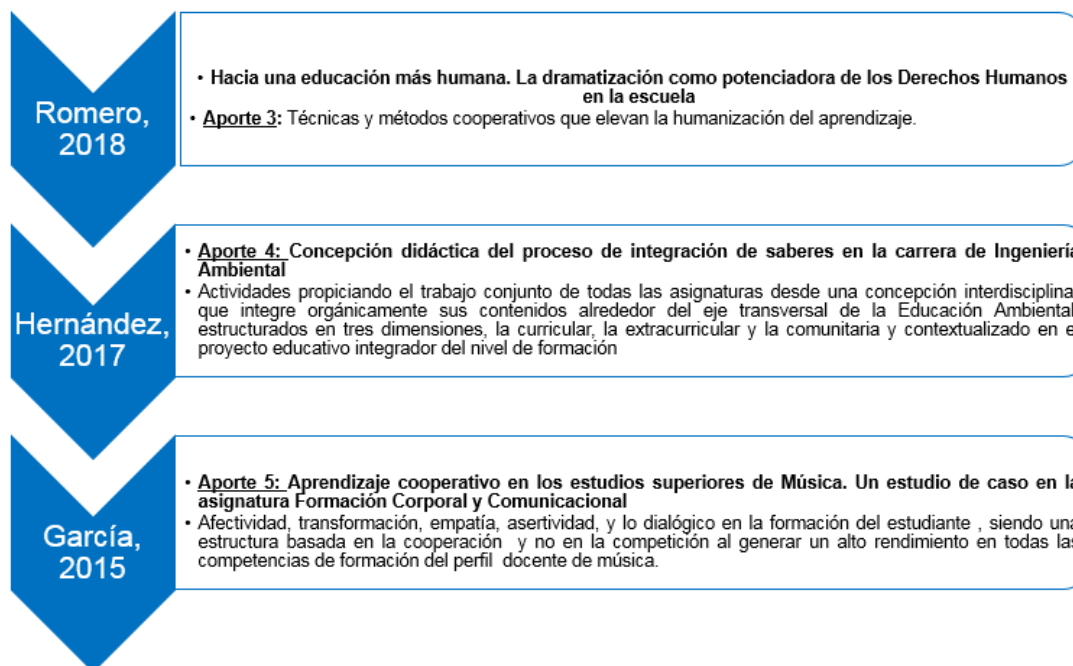 Romero,
2018
• Hacia una educación más humana. La dramatización como potenciadora de los Derechos Humanos
en la escuela
• Aporte 3: Técnicas y métodos cooperativos que elevan la humanización del aprendizaje.
Hernández,
2017
• Aporte 4: Concepción didáctica del proceso de integración de saberes en la carrera de Ingeniería
Ambiental
• Actividades propiciando el trabajo conjunto de todas las asignaturas desde una concepción interdisciplina
que integre orgánicamente sus contenidos alrededor del eje transversal de la Educación Ambiental
estructurados en tres dimensiones, la curricular, la extracurricular y la comunitaria y contextualizado en e
proyecto educativo integrador del nivel de formación
García,
2015
• Aporte 5: Aprendizaje cooperativo en los estudios superiores de Música. Un estudio de caso en la
asignatura Formación Corporal y Comunicacional
• Afectividad, transformación, empatía, asertividad, y lo dialógico en la formación del estudiante , siendo una
estructura basada en la cooperación y no en la competición al generar un alto rendimiento en todas las
competencias de formación del perfil docente de música.